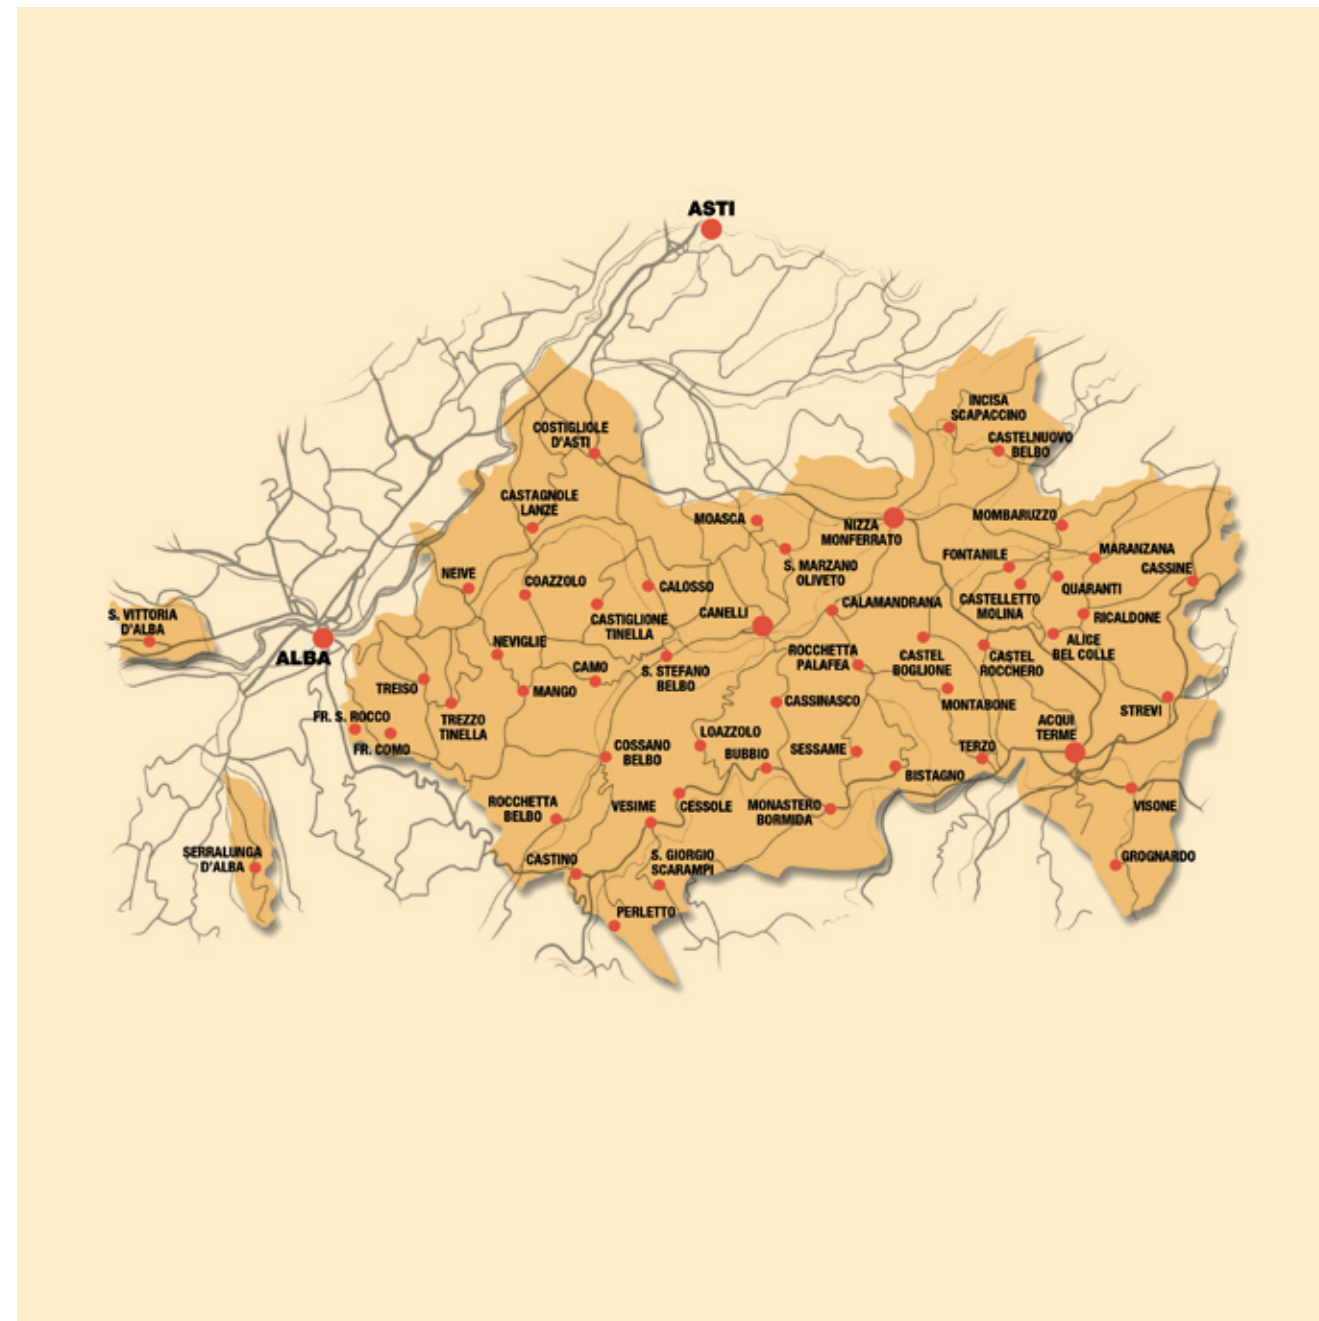 ASTI
INCISA
SCAPACCINO
COSTIGLIOLE
D'ASTI
CASTELNUOVO
BELBO
CASTAGNOLE
LANZE
MOASCA
NIZZA
MONFERRATO
MOMBARUZZO
S. MARZANO
OLIVETO
FONTANILE
MARANZANA
CASSINE
NEIVE
COAZZOLO
CALOSSO
QUARANTI
CASTELLETTO
MOLINA
CASTIGLIONE
TINELLA
CANELLI
CALAMANDRANA
RICALDONE
S. VITTORIA
D'ALBA
ALBA
NEVIGLIE
ALICE
BEL COLLE
ROCCHETTA
PALAFEA
CASTEL
BOGLIONE
CASTEL
ROCCHERO
CAMO
S. STEFANO
BELBO
TREISO
MANGO
CASSINASCO
MONTABONE
STREVI
FR. S. ROCCO
TREZZO
TINELLA
ACQUI
TERME
FR. COMO
LOAZZOLO
COSSANO
BELBO
BUBBIO
SESSAME
TERZO
BISTAGNO
ROCCHETTA
BELBO
VESIME
CESSOLE
MONASTERO
BORMIDA
VISONE
SERRALUNGA
D'ALBA
CASTINO
S. GIORGIO
SCARAMPI
GROGNARDO
PERLETTO